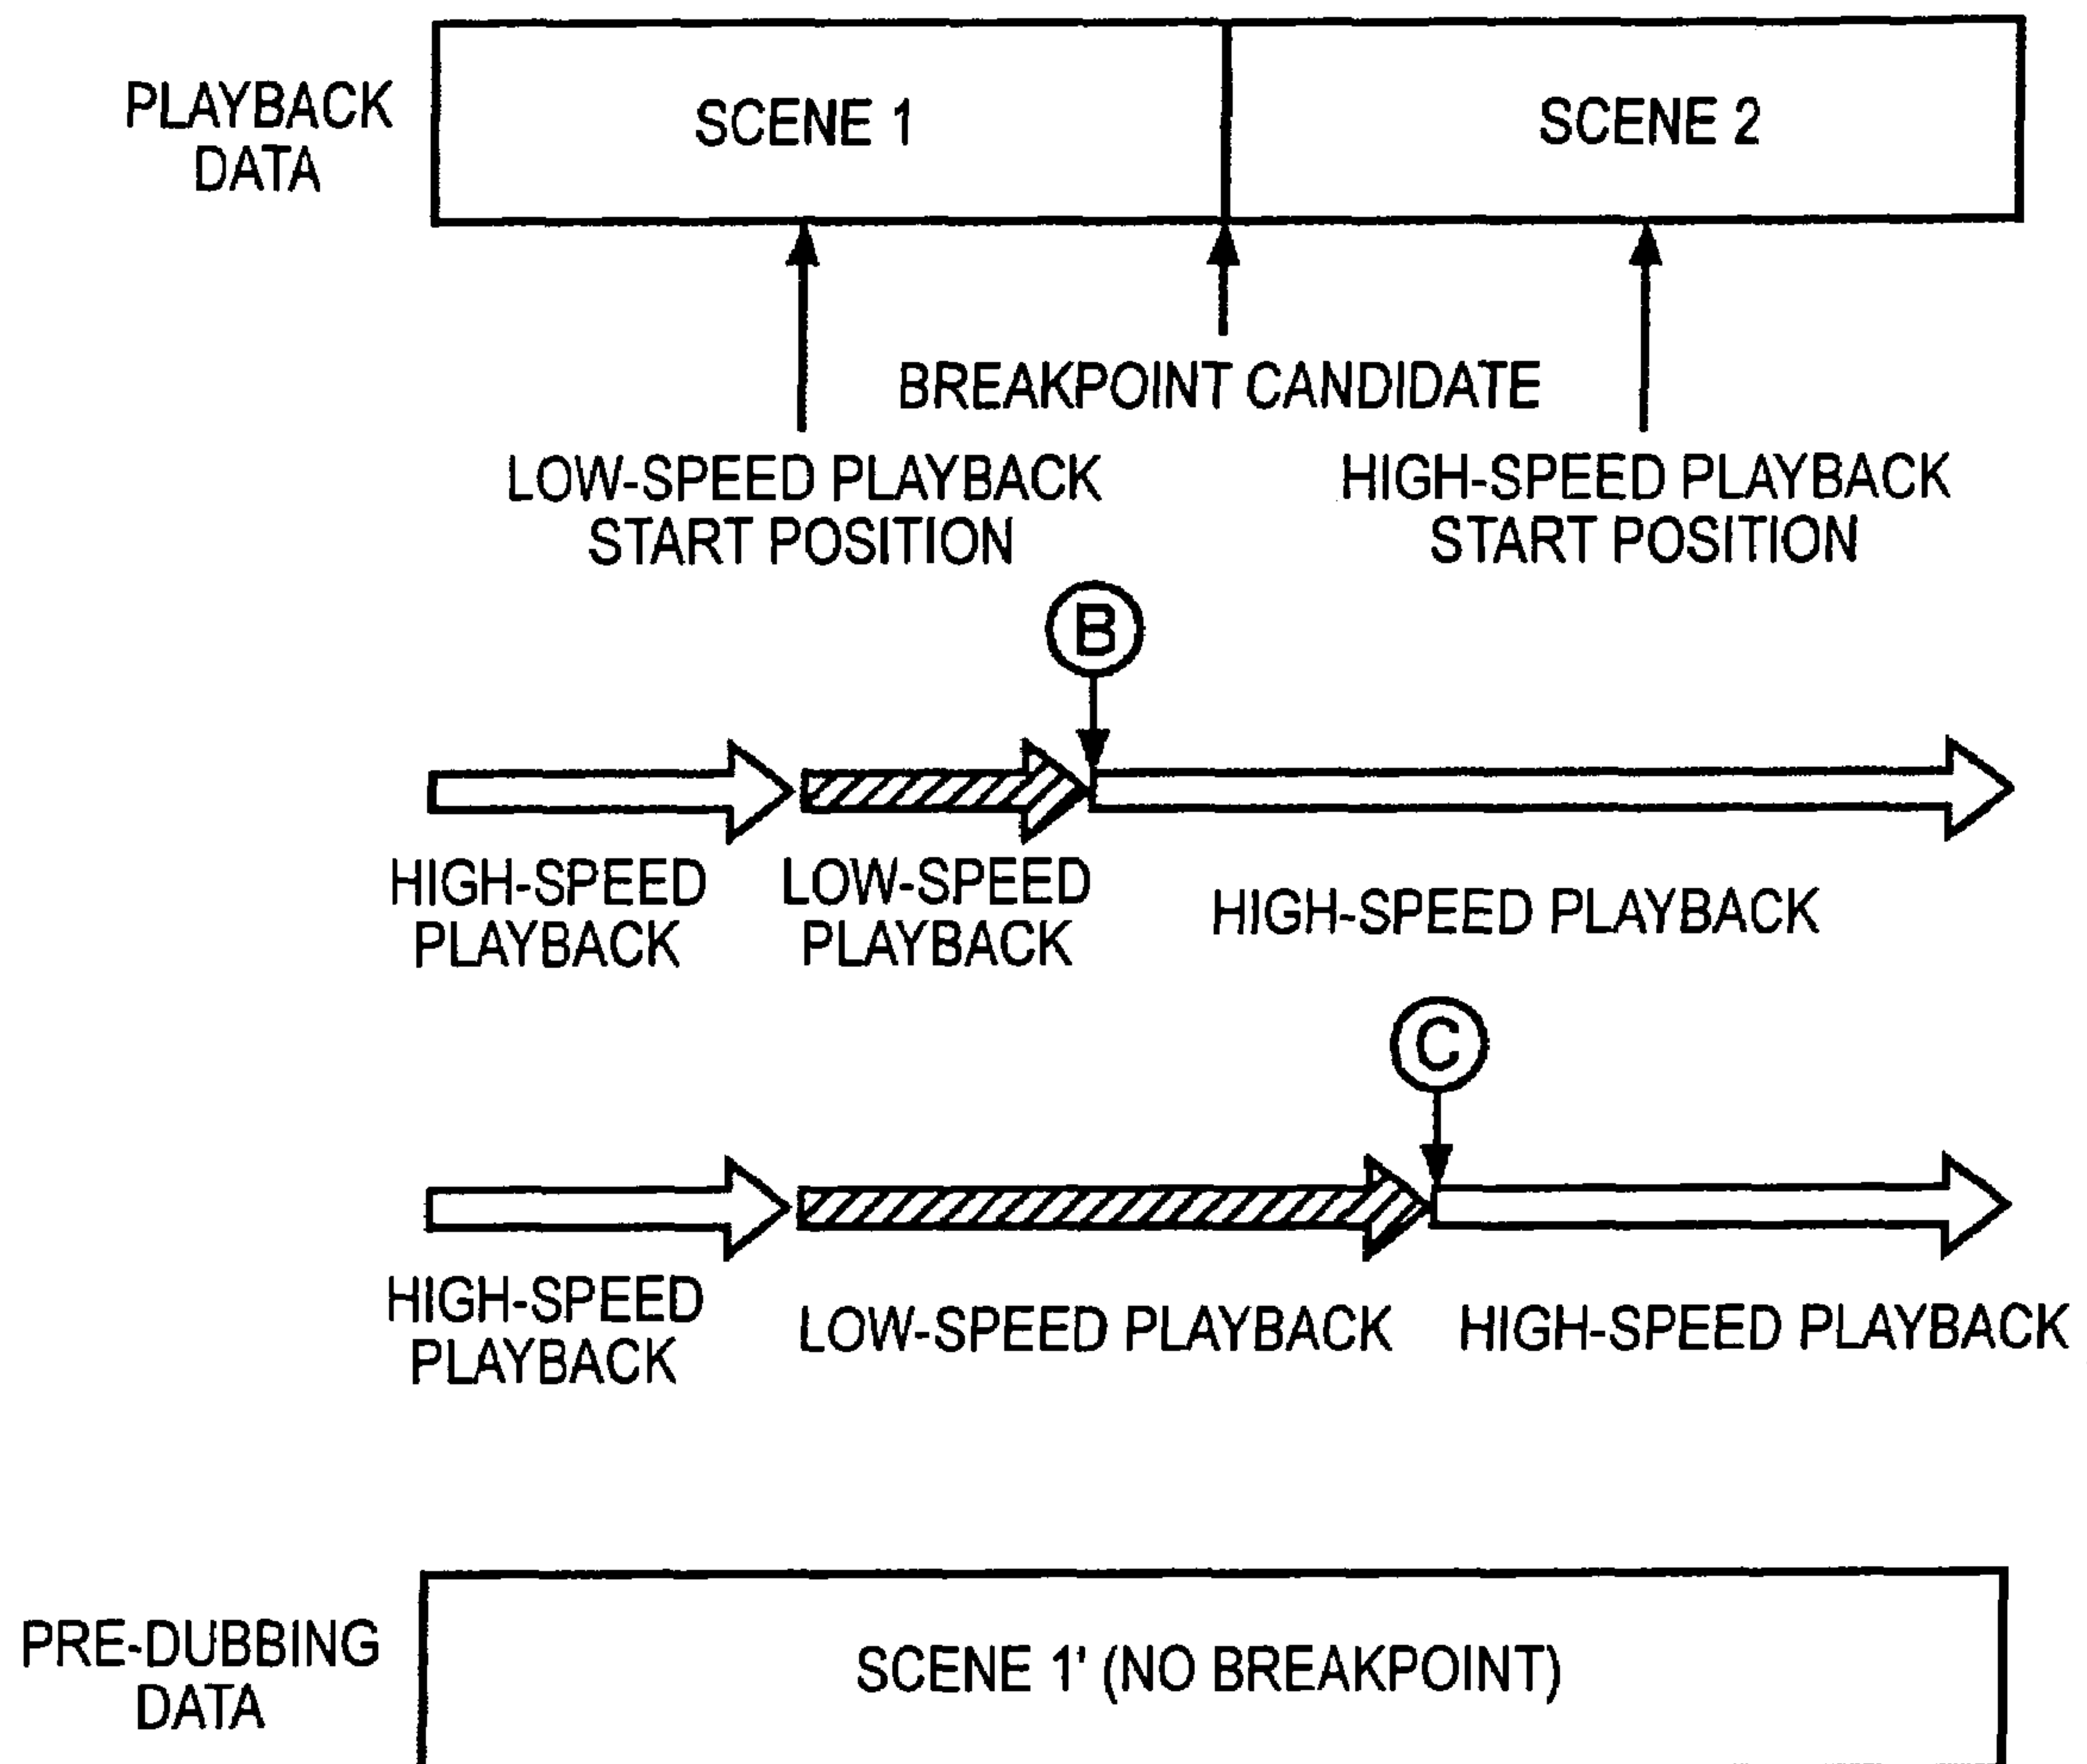 PLAYBACK
DATA
SCENE 1
SCENE 2
BREAKPOINT CANDIDATE
LOW-SPEED PLAYBACK
START POSITION
HIGH-SPEED PLAYBACK
START POSITION
B
HIGH-SPEED
PLAYBACK
LOW-SPEED
PLAYBACK
HIGH-SPEED PLAYBACK
C
HIGH-SPEED
PLAYBACK
LOW-SPEED PLAYBACK
HIGH-SPEED PLAYBACK
PRE-DUBBING
DATA
SCENE 1' (NO BREAKPOINT)